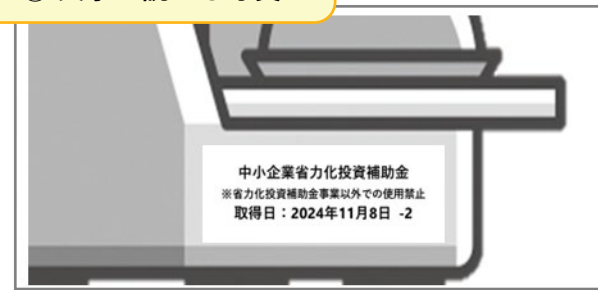 中小企業省力化投資補助金
※省力化投資補助金事業以外での使用禁止
取得日：2024年11月8日 -2